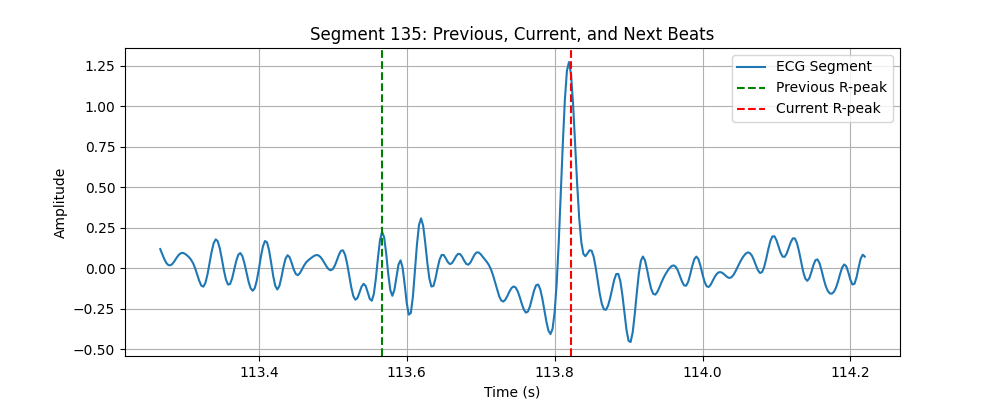 Segment 135: Previous, Current, and Next Beats
ECG Segment
Previous R-peak
Current R-peak
Amplitude
1.25
1.00
0.75
0.50
0.25
0.00
−0.25
−0.50
113.4 113.6 113.8 114.0 114.2
Time (s)